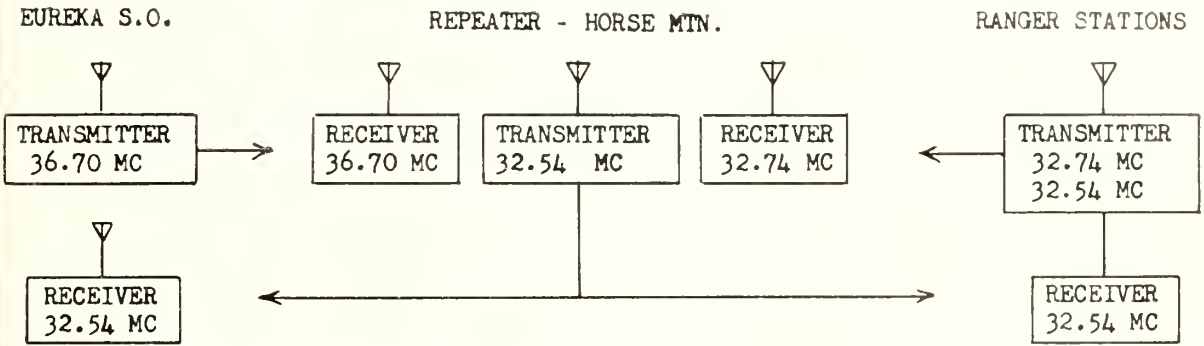 EUREKA S.O.
REPEATER - HORSE MTN.
RANGER STATIONS
TRANSMITTER
36.70 MC
RECEIVER
36.70 MC
TRANSMITTER
32.54 MC
RECEIVER
32.74 MC
TRANSMITTER
32.74 MC
32.54 MC
RECEIVER
32.54 MC
RECEIVER
32.54 MC